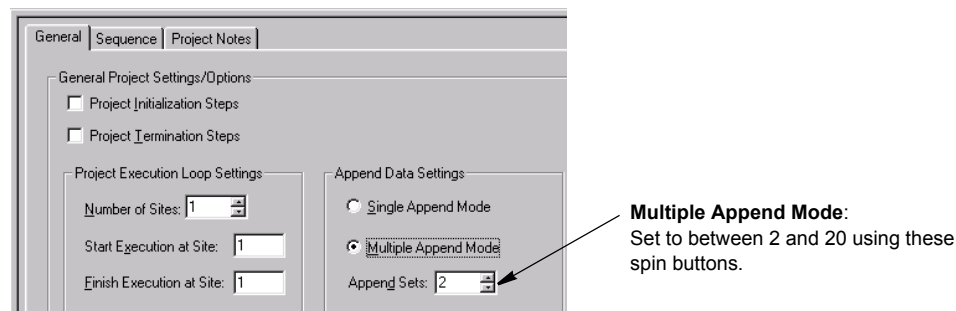 General Sequence Project Notes
General Project Settings/Options
Project Initialization Steps
Project Termination Steps
Project Execution Loop Settings
Number of Sites: 1
Start Execution at Site: 1
Finish Execution at Site: 1
Append Data Settings
Single Append Mode
Multiple Append Mode
Append Sets: 2
Multiple Append Mode:
Set to between 2 and 20 using these
spin buttons.